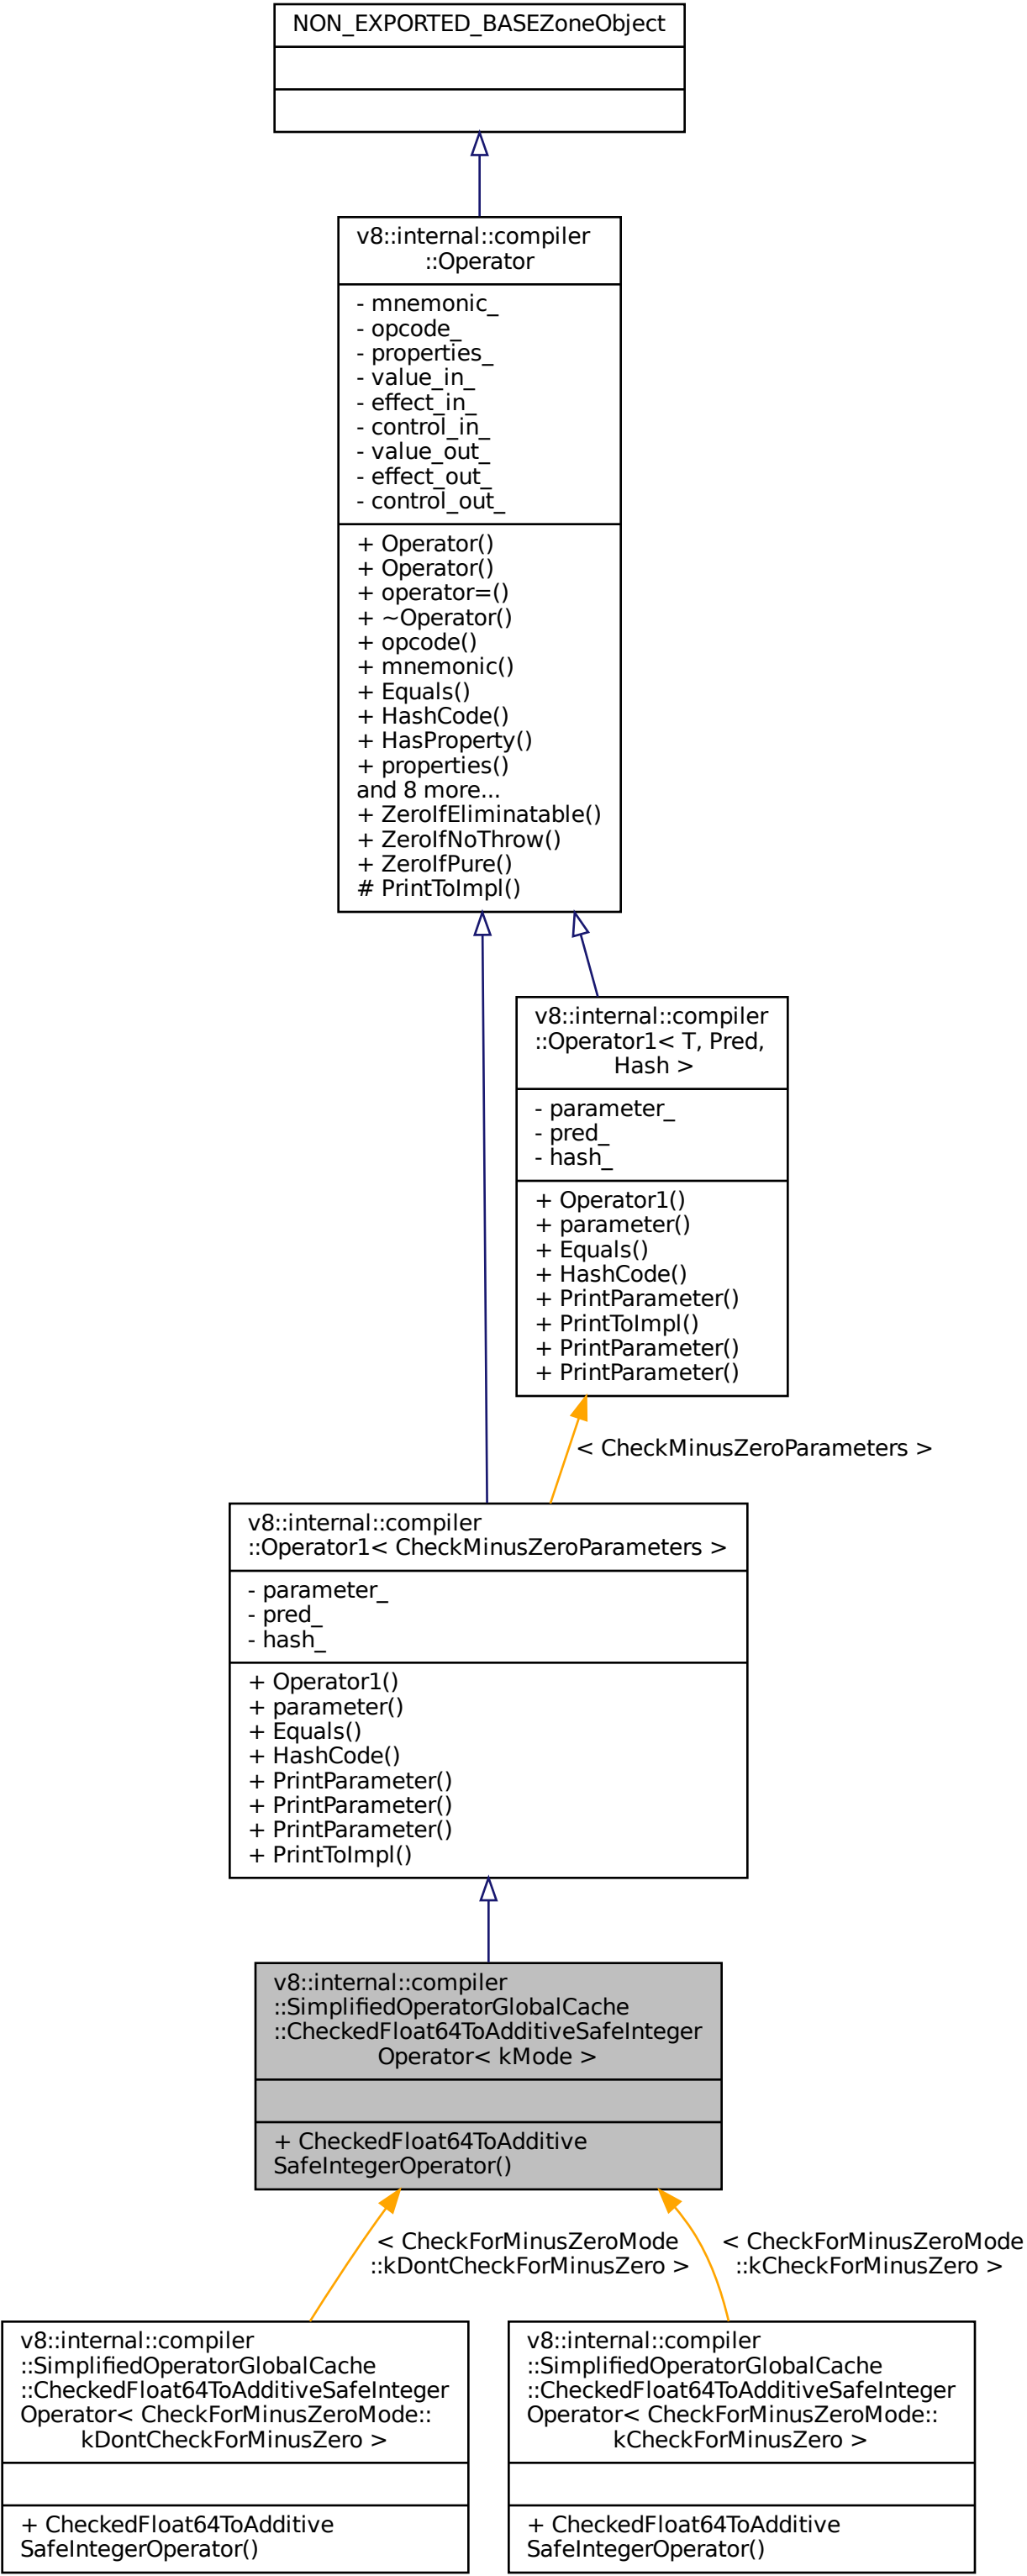 NON_EXPORTED_BASEZoneObject
v8::internal::compiler
::Operator
- mnemonic_
- opcode_
- properties_
- value_in_
- effect_in_
- control_in_
- value_out_
- effect_out_
- control_out_
+ Operator()
+ Operator()
+ operator=()
+ ~Operator()
+ opcode()
+ mnemonic()
+ Equals()
+ HashCode()
+ HasProperty()
+ properties()
and 8 more...
+ ZeroIfEliminatable()
+ ZeroIfNoThrow()
+ ZeroIfPure()
# PrintToImpl()
v8::internal::compiler
::Operator1< T, Pred,
Hash >
- parameter_
- pred_
- hash_
+ Operator1()
+ parameter()
+ Equals()
+ HashCode()
+ PrintParameter()
+ PrintToImpl()
+ PrintParameter()
+ PrintParameter()
< CheckMinusZeroParameters >
v8::internal::compiler
::Operator1< CheckMinusZeroParameters >
- parameter_
- pred_
- hash_
+ Operator1()
+ parameter()
+ Equals()
+ HashCode()
+ PrintParameter()
+ PrintParameter()
+ PrintParameter()
+ PrintToImpl()
v8::internal::compiler
::SimplifiedOperatorGlobalCache
::CheckedFloat64ToAdditiveSafeInteger
Operator< kMode >
+ CheckedFloat64ToAdditive
SafeIntegerOperator()
< CheckForMinusZeroMode
::kDontCheckForMinusZero >
< CheckForMinusZeroMode
::kCheckForMinusZero >
v8::internal::compiler
::SimplifiedOperatorGlobalCache
::CheckedFloat64ToAdditiveSafeInteger
Operator< CheckForMinusZeroMode::
kDontCheckForMinusZero >
+ CheckedFloat64ToAdditive
SafeIntegerOperator()
v8::internal::compiler
::SimplifiedOperatorGlobalCache
::CheckedFloat64ToAdditiveSafeInteger
Operator< CheckForMinusZeroMode::
kCheckForMinusZero >
+ CheckedFloat64ToAdditive
SafeIntegerOperator()